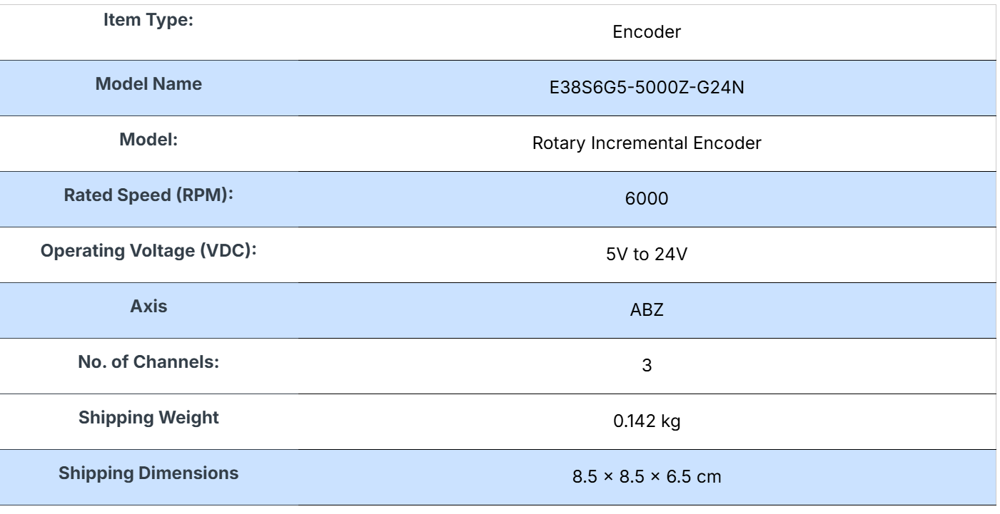 Item Type:
Encoder
Model Name
E38S6G5-5000Z-G24N
Model:
Rotary Incremental Encoder
Rated Speed (RPM):
6000
Operating Voltage (VDC):
5V to 24V
Axis
ABZ
No. of Channels:
3
Shipping Weight
0.142 kg
Shipping Dimensions
8.5 × 8.5 × 6.5 cm